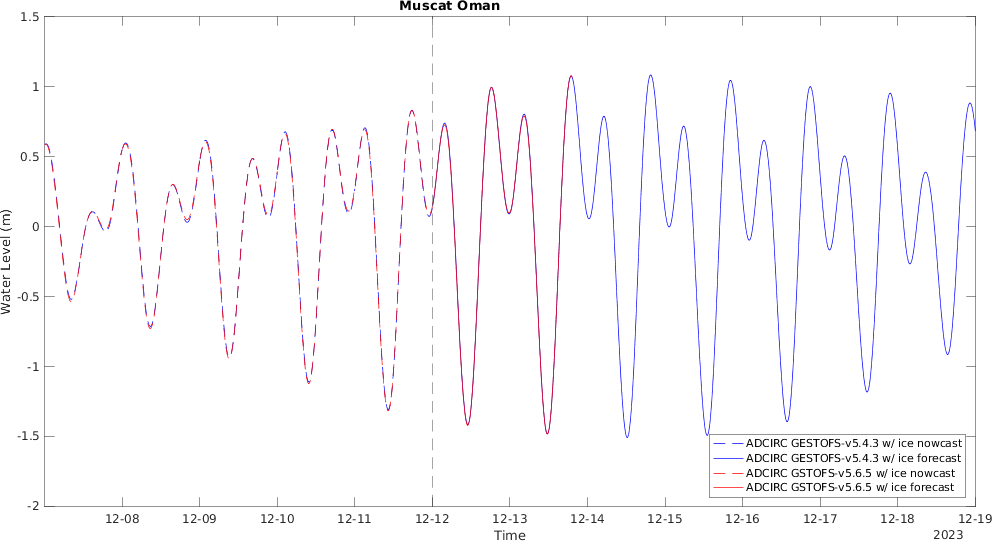 Muscat Oman
Water Level (m)
1.5
1
0.5
0
-0.5
-1
-1.5
-2
ADCIRC GESTOFS-v5.4.3 w/ ice nowcast
ADCIRC GESTOFS-v5.4.3 w/ ice forecast
ADCIRC GSTOFS-v5.6.5 w/ ice nowcast
ADCIRC GSTOFS-v5.6.5 w/ ice forecast
12-08 12-09 12-10 12-11 12-12 12-13 12-14 12-15 12-16 12-17 12-18 12-19
Time
2023